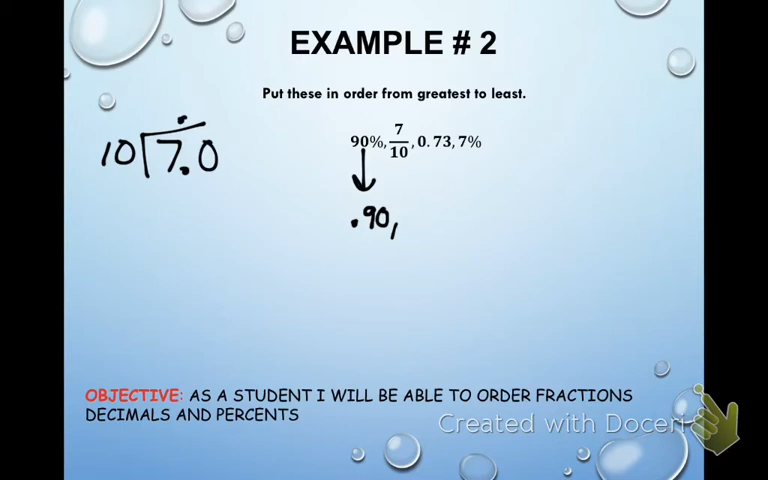 EXAMPLE # 2
Put these in order from greatest to least.
90%, 7/10, 0.73, 7%
10 7.0
.90,
OBJECTIVE: AS A STUDENT I WILL BE ABLE TO ORDER FRACTIONS
DECIMALS AND PERCENTS
Created with Doceri